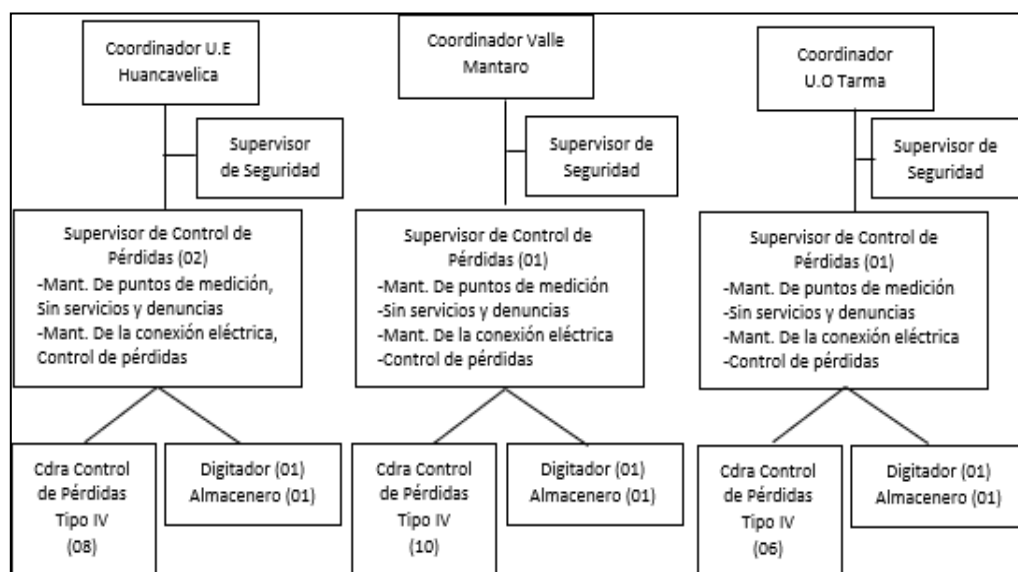 Coordinador U.E
Huancavelica
Supervisor
de Seguridad
Supervisor de Control de
Pérdidas (02)
-Mant. De puntos de medición,
Sin servicios y denuncias
-Mant. De la conexión eléctrica,
Control de pérdidas
Cdra Control
de Pérdidas
Tipo IV
(08)
Digitador (01)
Almacenero (01)
Coordinador Valle
Mantaro
Supervisor de
Seguridad
Supervisor de Control de
Pérdidas (01)
-Mant. De puntos de medición
-Sin servicios y denuncias
-Mant. De la conexión eléctrica
-Control de pérdidas
Cdra Control
de Pérdidas
Tipo IV
(10)
Digitador (01)
Almacenero (01)
Coordinador
U.O Tarma
Supervisor de
Seguridad
Supervisor de Control de
Pérdidas (01)
-Mant. De puntos de medición
-Sin servicios y denuncias
-Mant. De la conexión eléctrica
-Control de pérdidas
Cdra Control
de Pérdidas
Tipo IV
(06)
Digitador (01)
Almacenero (01)